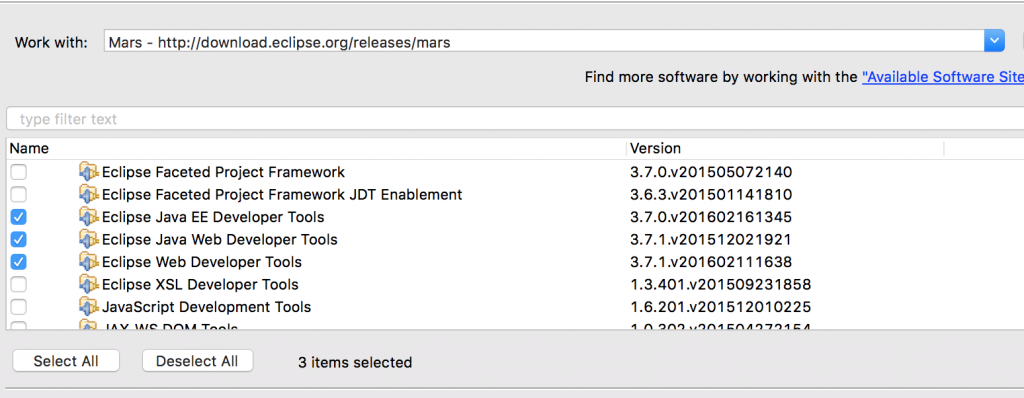 Work with: Mars - http://download.eclipse.org/releases/mars
Find more software by working with the "Available Software Site
type filter text
Name Version
Eclipse Faceted Project Framework 3.7.0.v201505072140
Eclipse Faceted Project Framework JDT Enablement 3.6.3.v201501141810
Eclipse Java EE Developer Tools 3.7.0.v201602161345
Eclipse Java Web Developer Tools 3.7.1.v201512021921
Eclipse Web Developer Tools 3.7.1.v201602111638
Eclipse XSL Developer Tools 1.3.401.v201509231858
JavaScript Development Tools 1.6.201.v201512010225
JAX-WS DOM Tools 1.0.302.v201504272154
Select All Deselect All 3 items selected